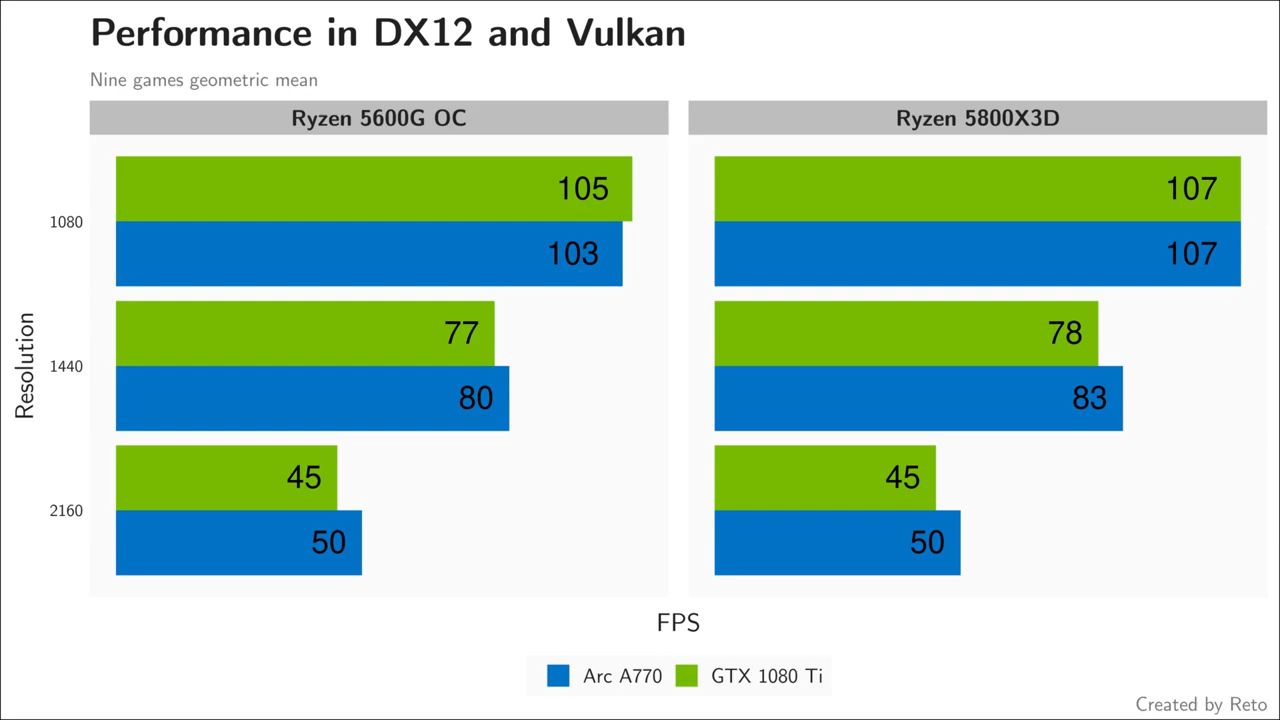 Performance in DX12 and Vulkan
Nine games geometric mean
Ryzen 5600G OC
Ryzen 5800X3D
Resolution
1080
105
103
107
107
1440
77
80
78
83
2160
45
50
45
50
FPS
Arc A770
GTX 1080 Ti
Created by Reto